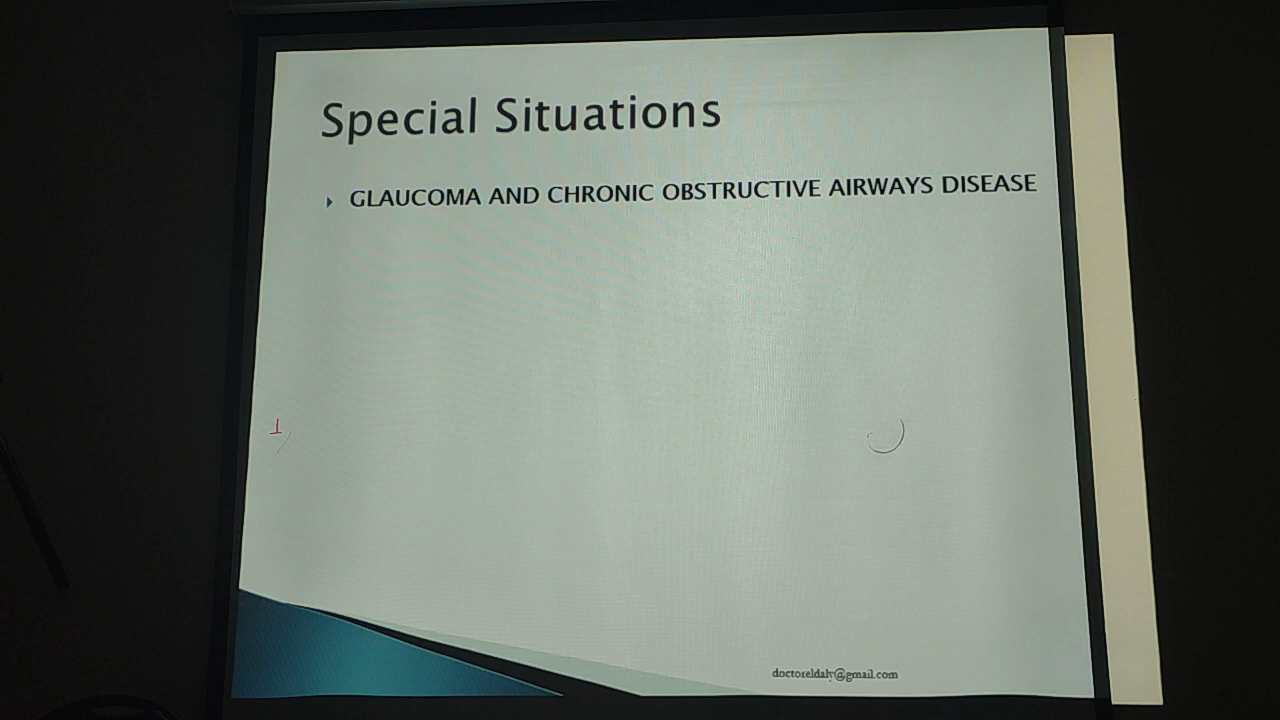 Special Situations
GLAUCOMA AND CHRONIC OBSTRUCTIVE AIRWAYS DISEASE
doctoreldaly@gmail.com